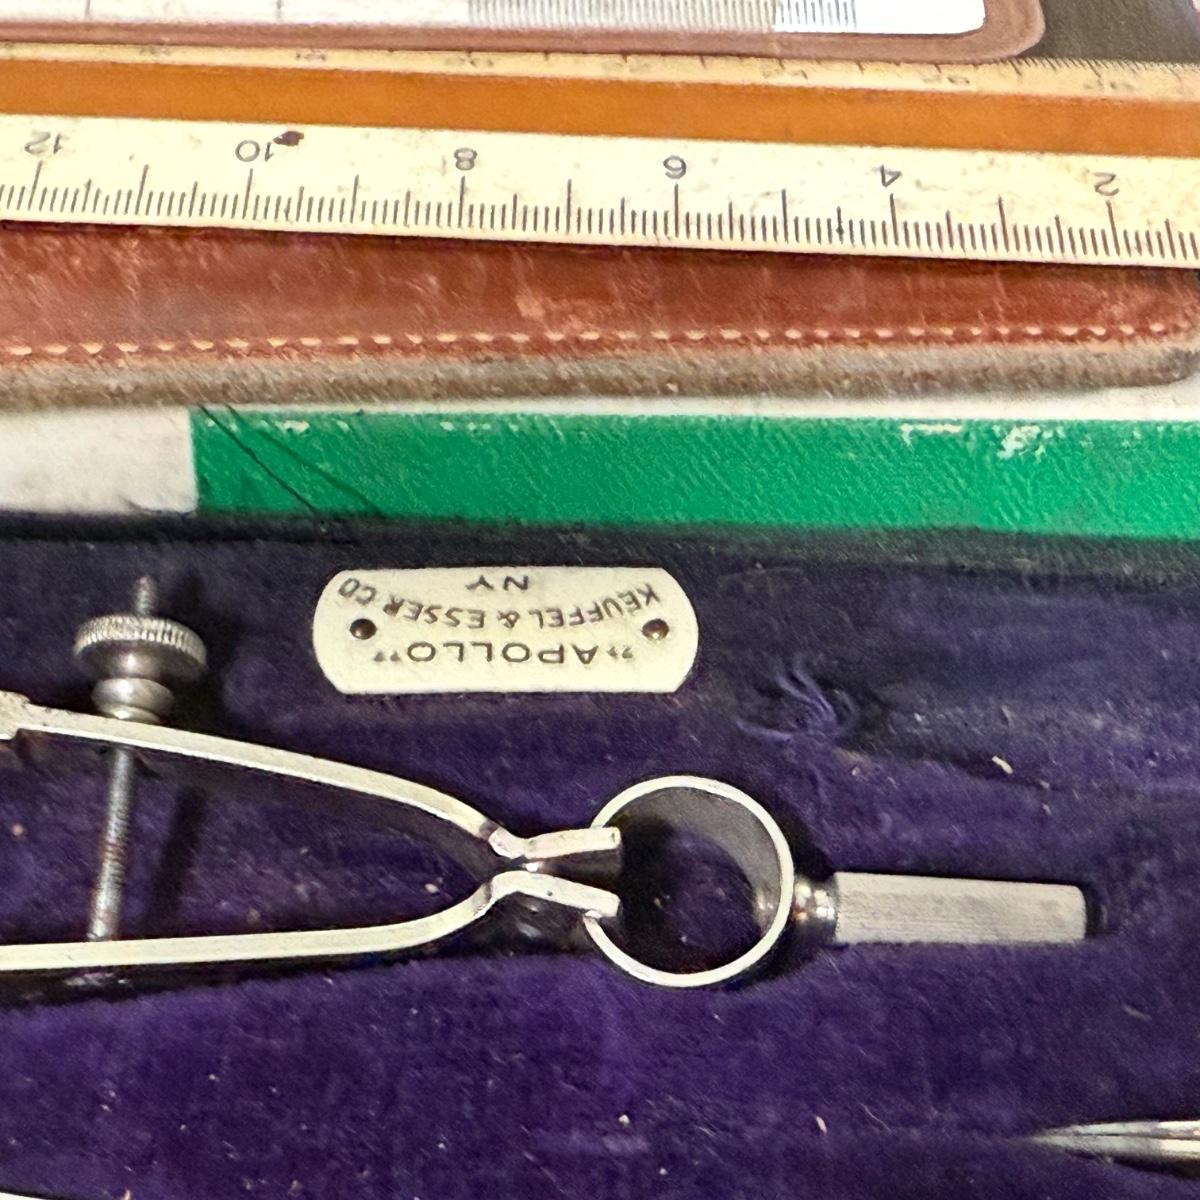 12 10 8 6 4 2
"APOLLO"
KEUFFEL & ESSER CO
NY